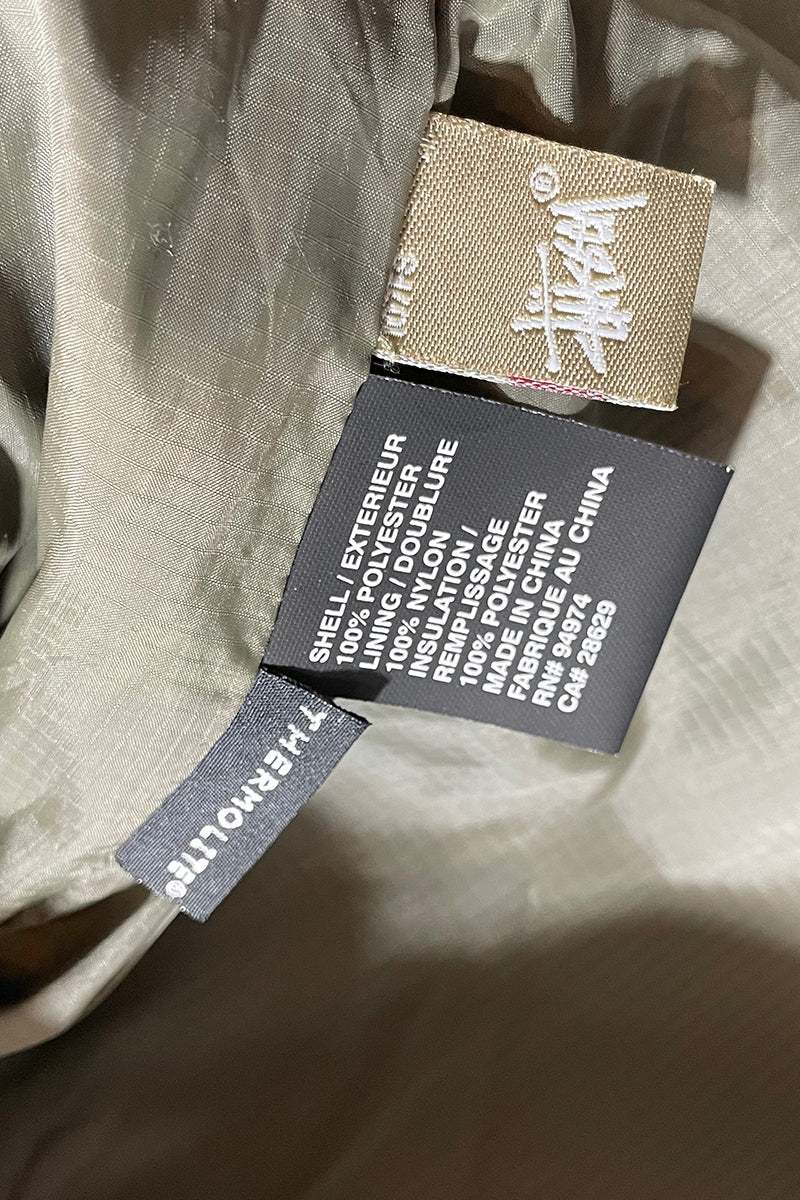 Stüssy ®
SHELL / EXTERIEUR
100% POLYESTER
LINING / DOUBLURE
100% NYLON
INSULATION /
REMPLISSAGE
100% POLYESTER
MADE IN CHINA
FABRIQUE AU CHINA
RN# 94974
CA# 28629
THERMOLITE®